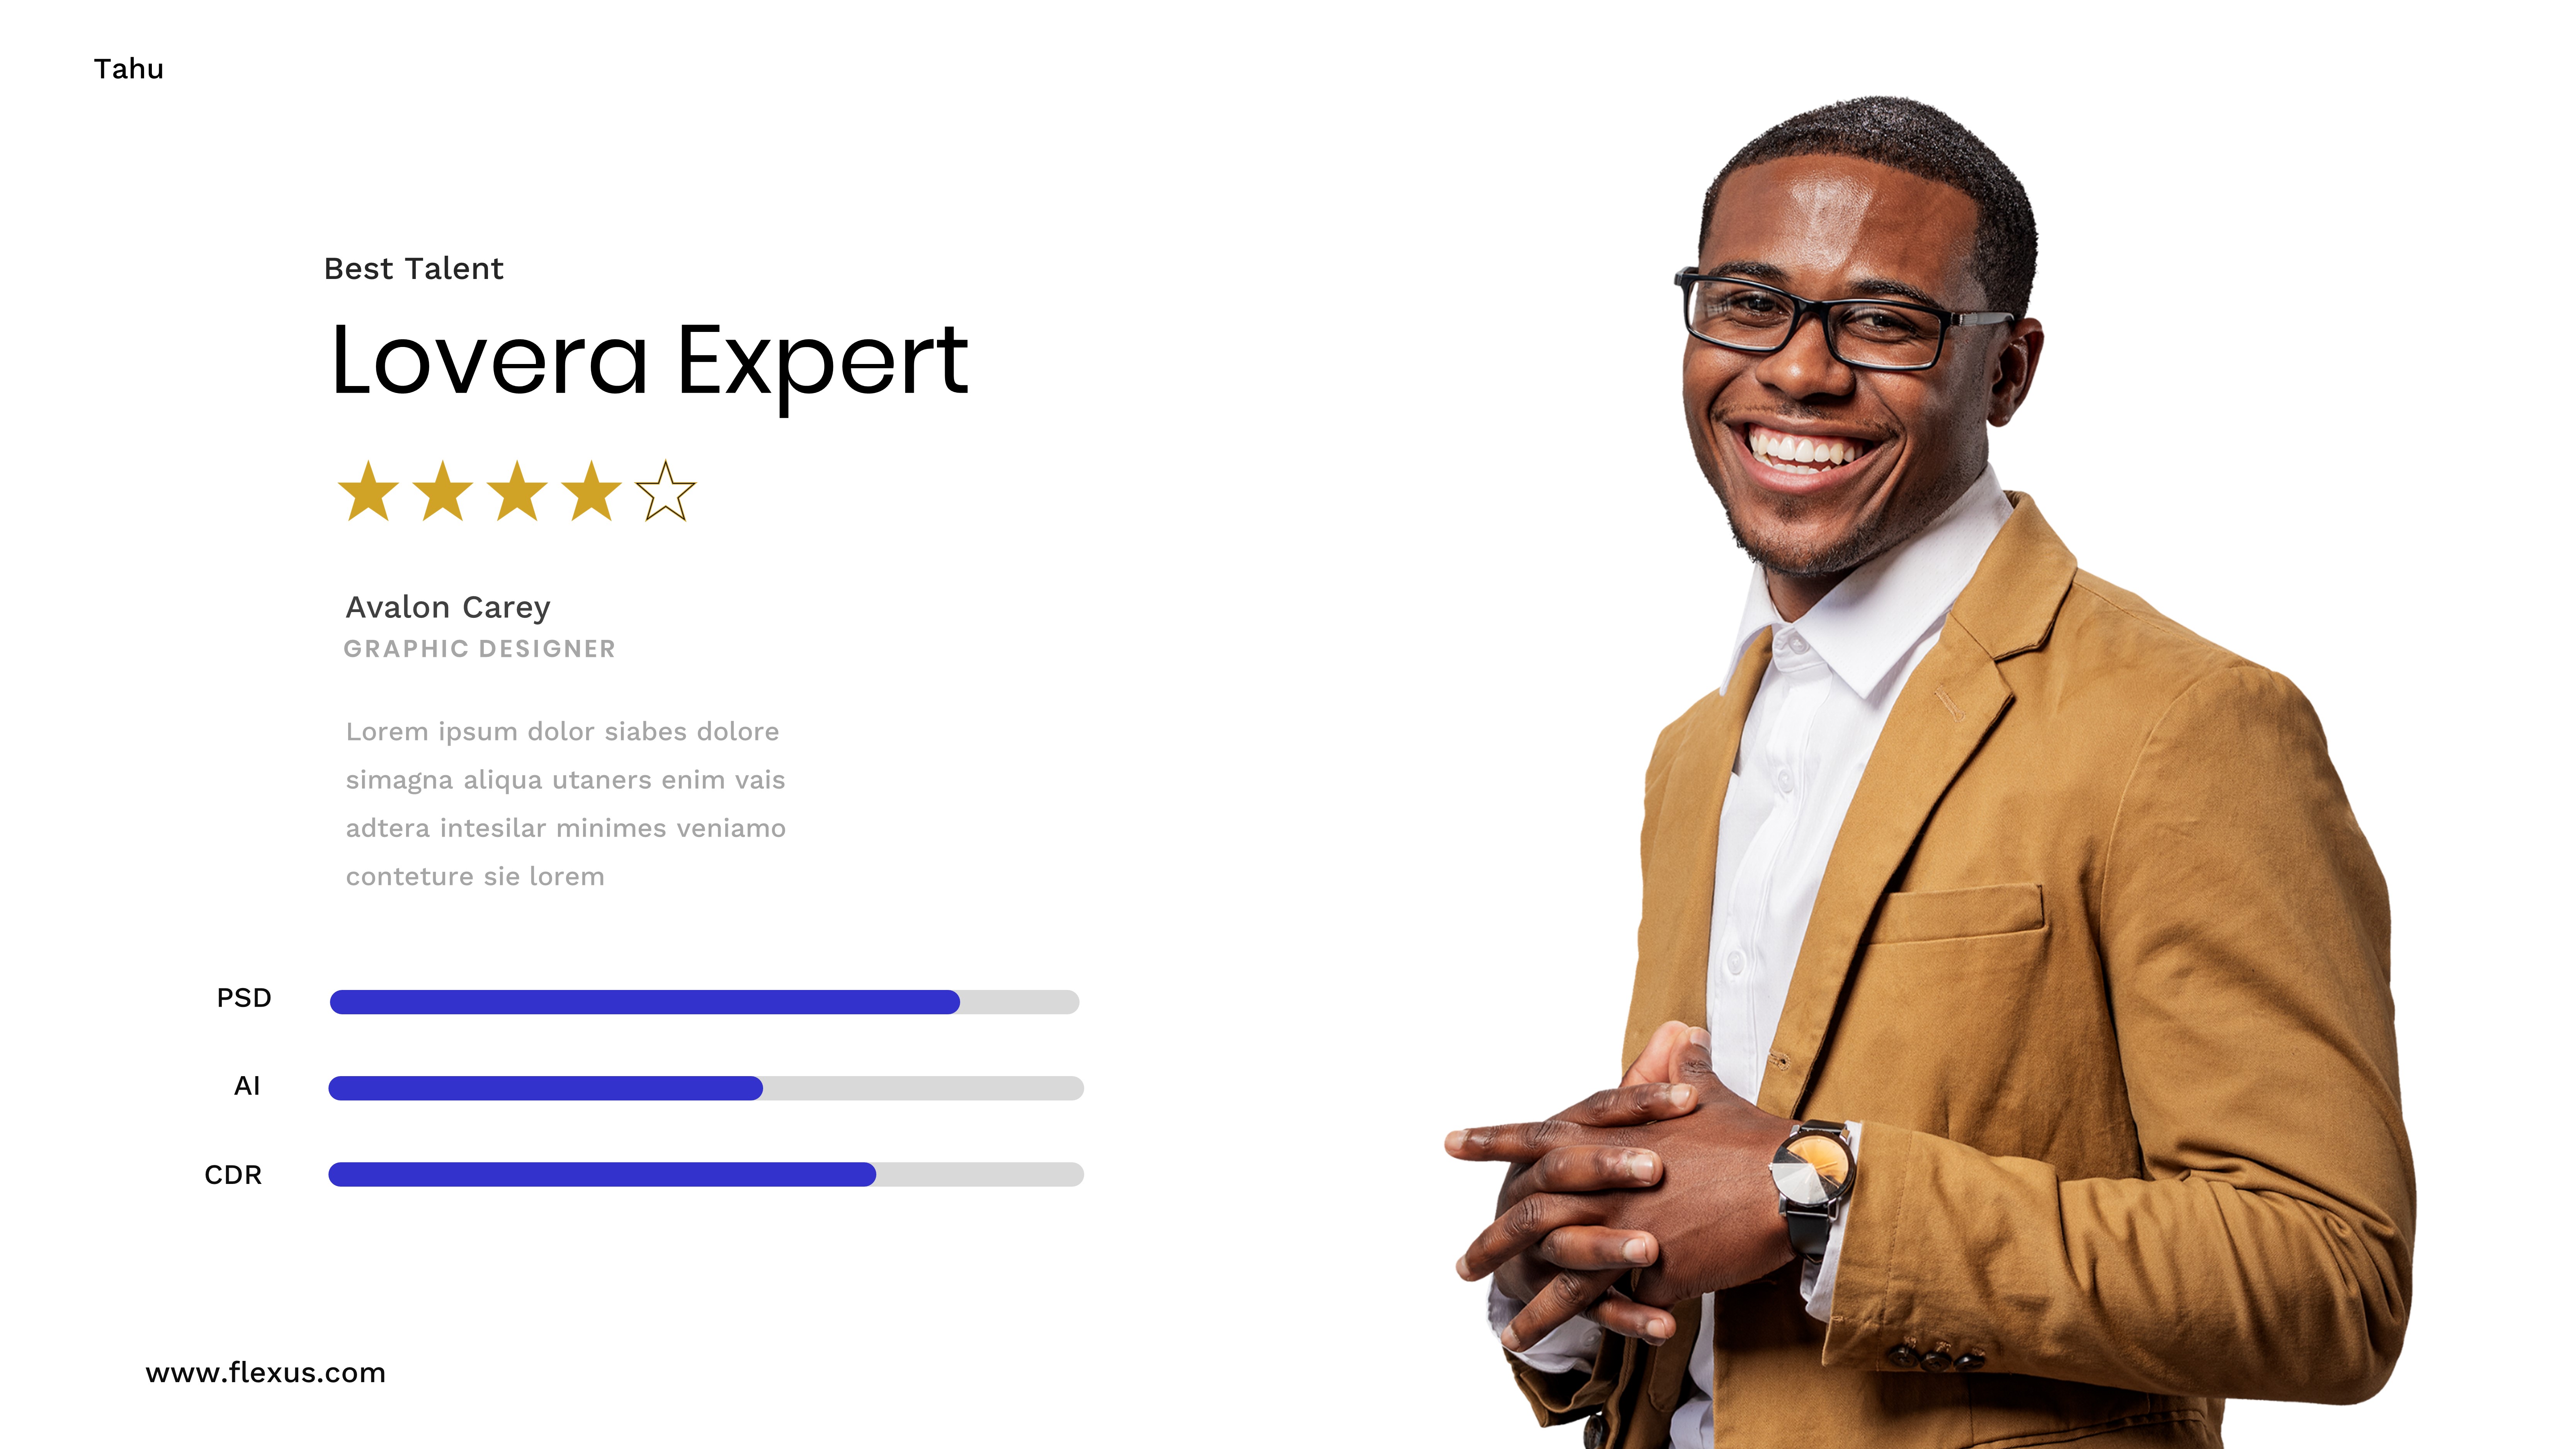 Tahu
Best Talent
Lovera Expert
Avalon Carey
GRAPHIC DESIGNER
Lorem ipsum dolor siabes dolore
simagna aliqua utaners enim vais
adtera intesilar minimes veniamo
conteture sie lorem
PSD
AI
CDR
www.flexus.com